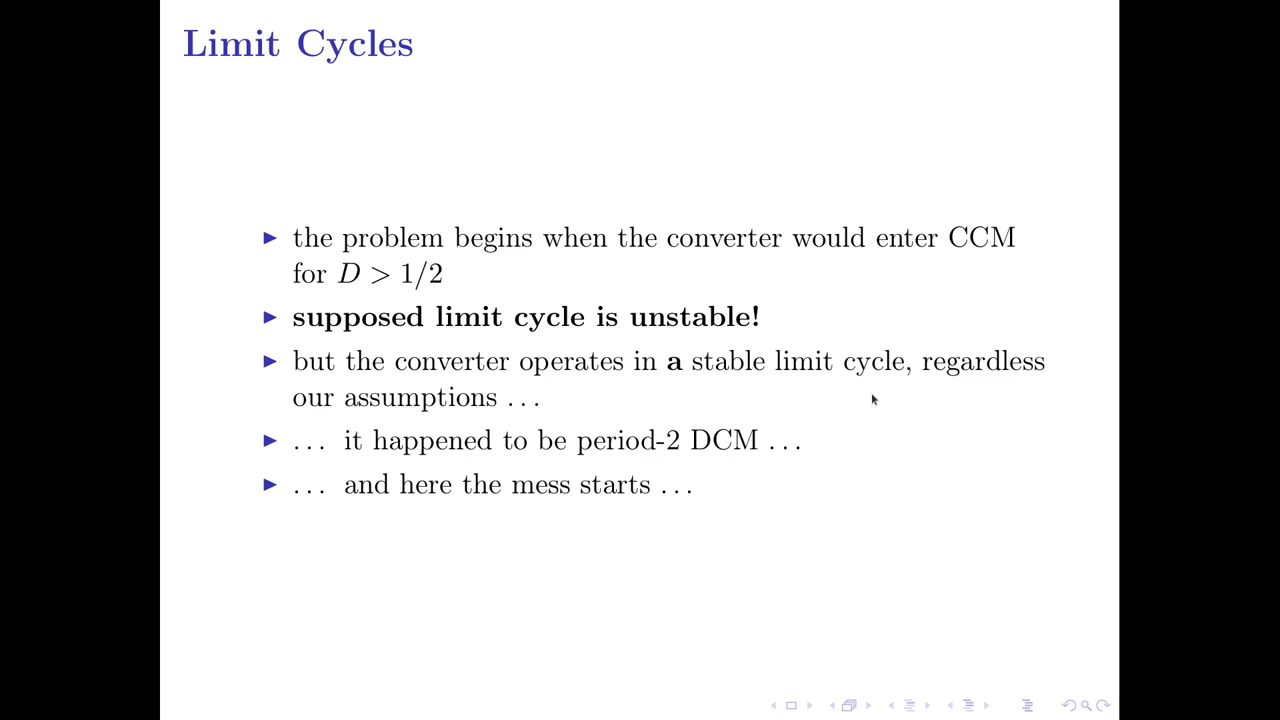 Limit Cycles
▶ the problem begins when the converter would enter CCM
for D > 1/2
▶ supposed limit cycle is unstable!
▶ but the converter operates in a stable limit cycle, regardless
our assumptions . . .
▶ . . . it happened to be period-2 DCM . . .
▶ . . . and here the mess starts . . .